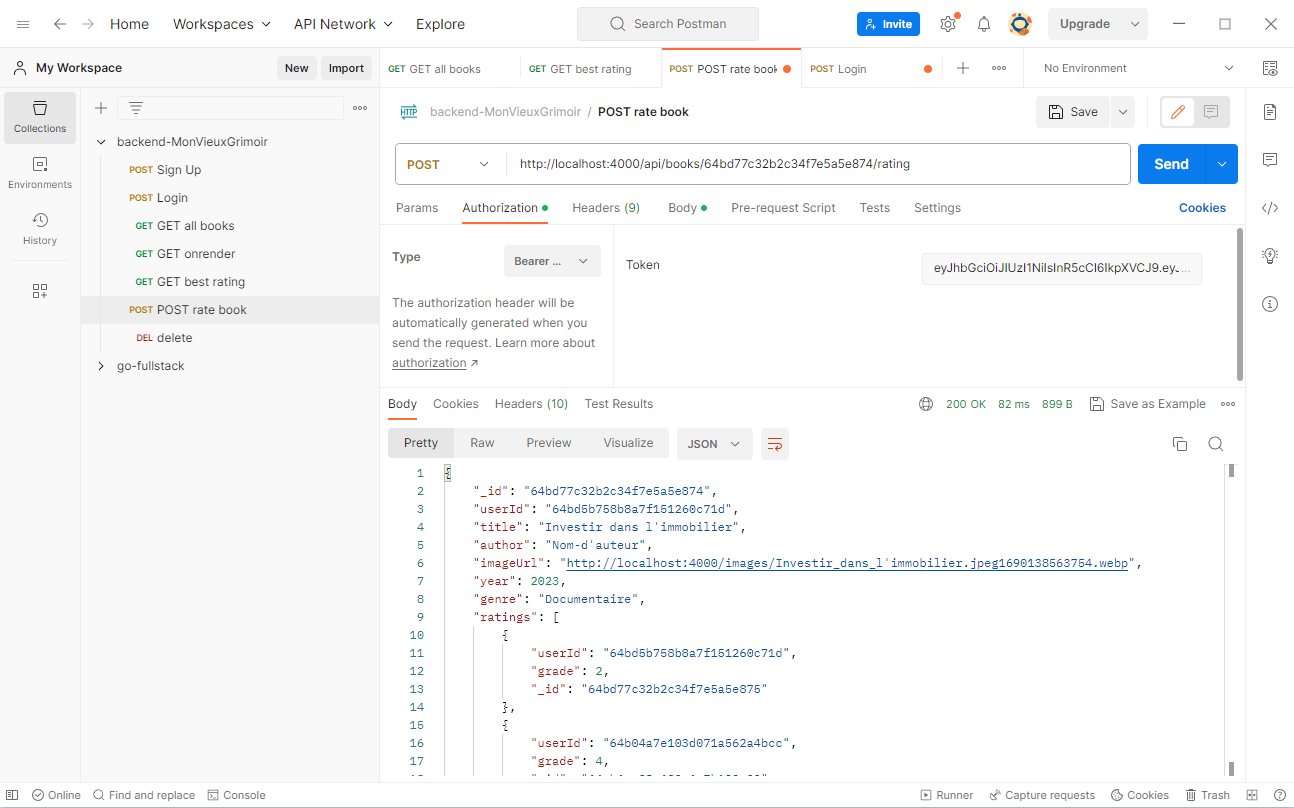 Home Workspaces API Network Explore Search Postman Invite Upgrade
My Workspace New Import
GET GET all books GET GET best rating POST POST rate book POST Login No Environment
Collections
Environments
History
backend-MonVieuxGrimoir
POST Sign Up
POST Login
GET GET all books
GET GET onrender
GET GET best rating
POST POST rate book
DEL delete
go-fullstack
HTTP backend-MonVieuxGrimoir / POST rate book Save
POST http://localhost:4000/api/books/64bd77c32b2c34f7e5a5e874/rating Send
Params Authorization Headers (9) Body Pre-request Script Tests Settings Cookies
Type Bearer ...
The authorization header will be
automatically generated when you
send the request. Learn more about
authorization ↗
Token eyJhbGciOiJIUzI1NiIsInR5cCI6IkpXVCJ9.eyJ...
Body Cookies Headers (10) Test Results 200 OK 82 ms 899 B Save as Example
Pretty Raw Preview Visualize JSON
1 {
2 "_id": "64bd77c32b2c34f7e5a5e874",
3 "userId": "64bd5b758b8a7f151260c71d",
4 "title": "Investir dans l'immobilier",
5 "author": "Nom-d'auteur",
6 "imageUrl": "http://localhost:4000/images/Investir_dans_l'immobilier.jpeg1690138563754.webp",
7 "year": 2023,
8 "genre": "Documentaire",
9 "ratings": [
10 {
11 "userId": "64bd5b758b8a7f151260c71d",
12 "grade": 2,
13 "_id": "64bd77c32b2c34f7e5a5e875"
14 },
15 {
16 "userId": "64b04a7e103d071a562a4bcc",
17 "grade": 4,
Online Find and replace Console Runner Capture requests Cookies Trash